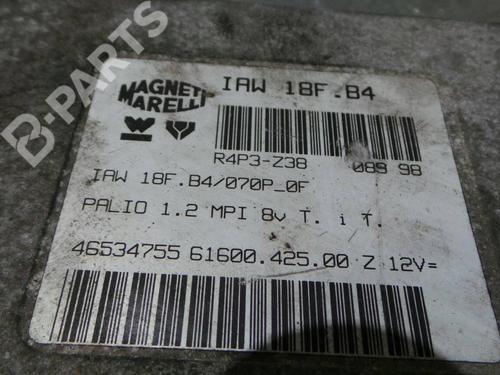 B-PARTS
MAGNETI
MARELLI
IAW 18F.B4
R4P3-Z38 089 98
IAW 18F.B4/070P_0F
PALIO 1.2 MPI 8v T. i T.
46534755 61600.425.00 Z 12V=